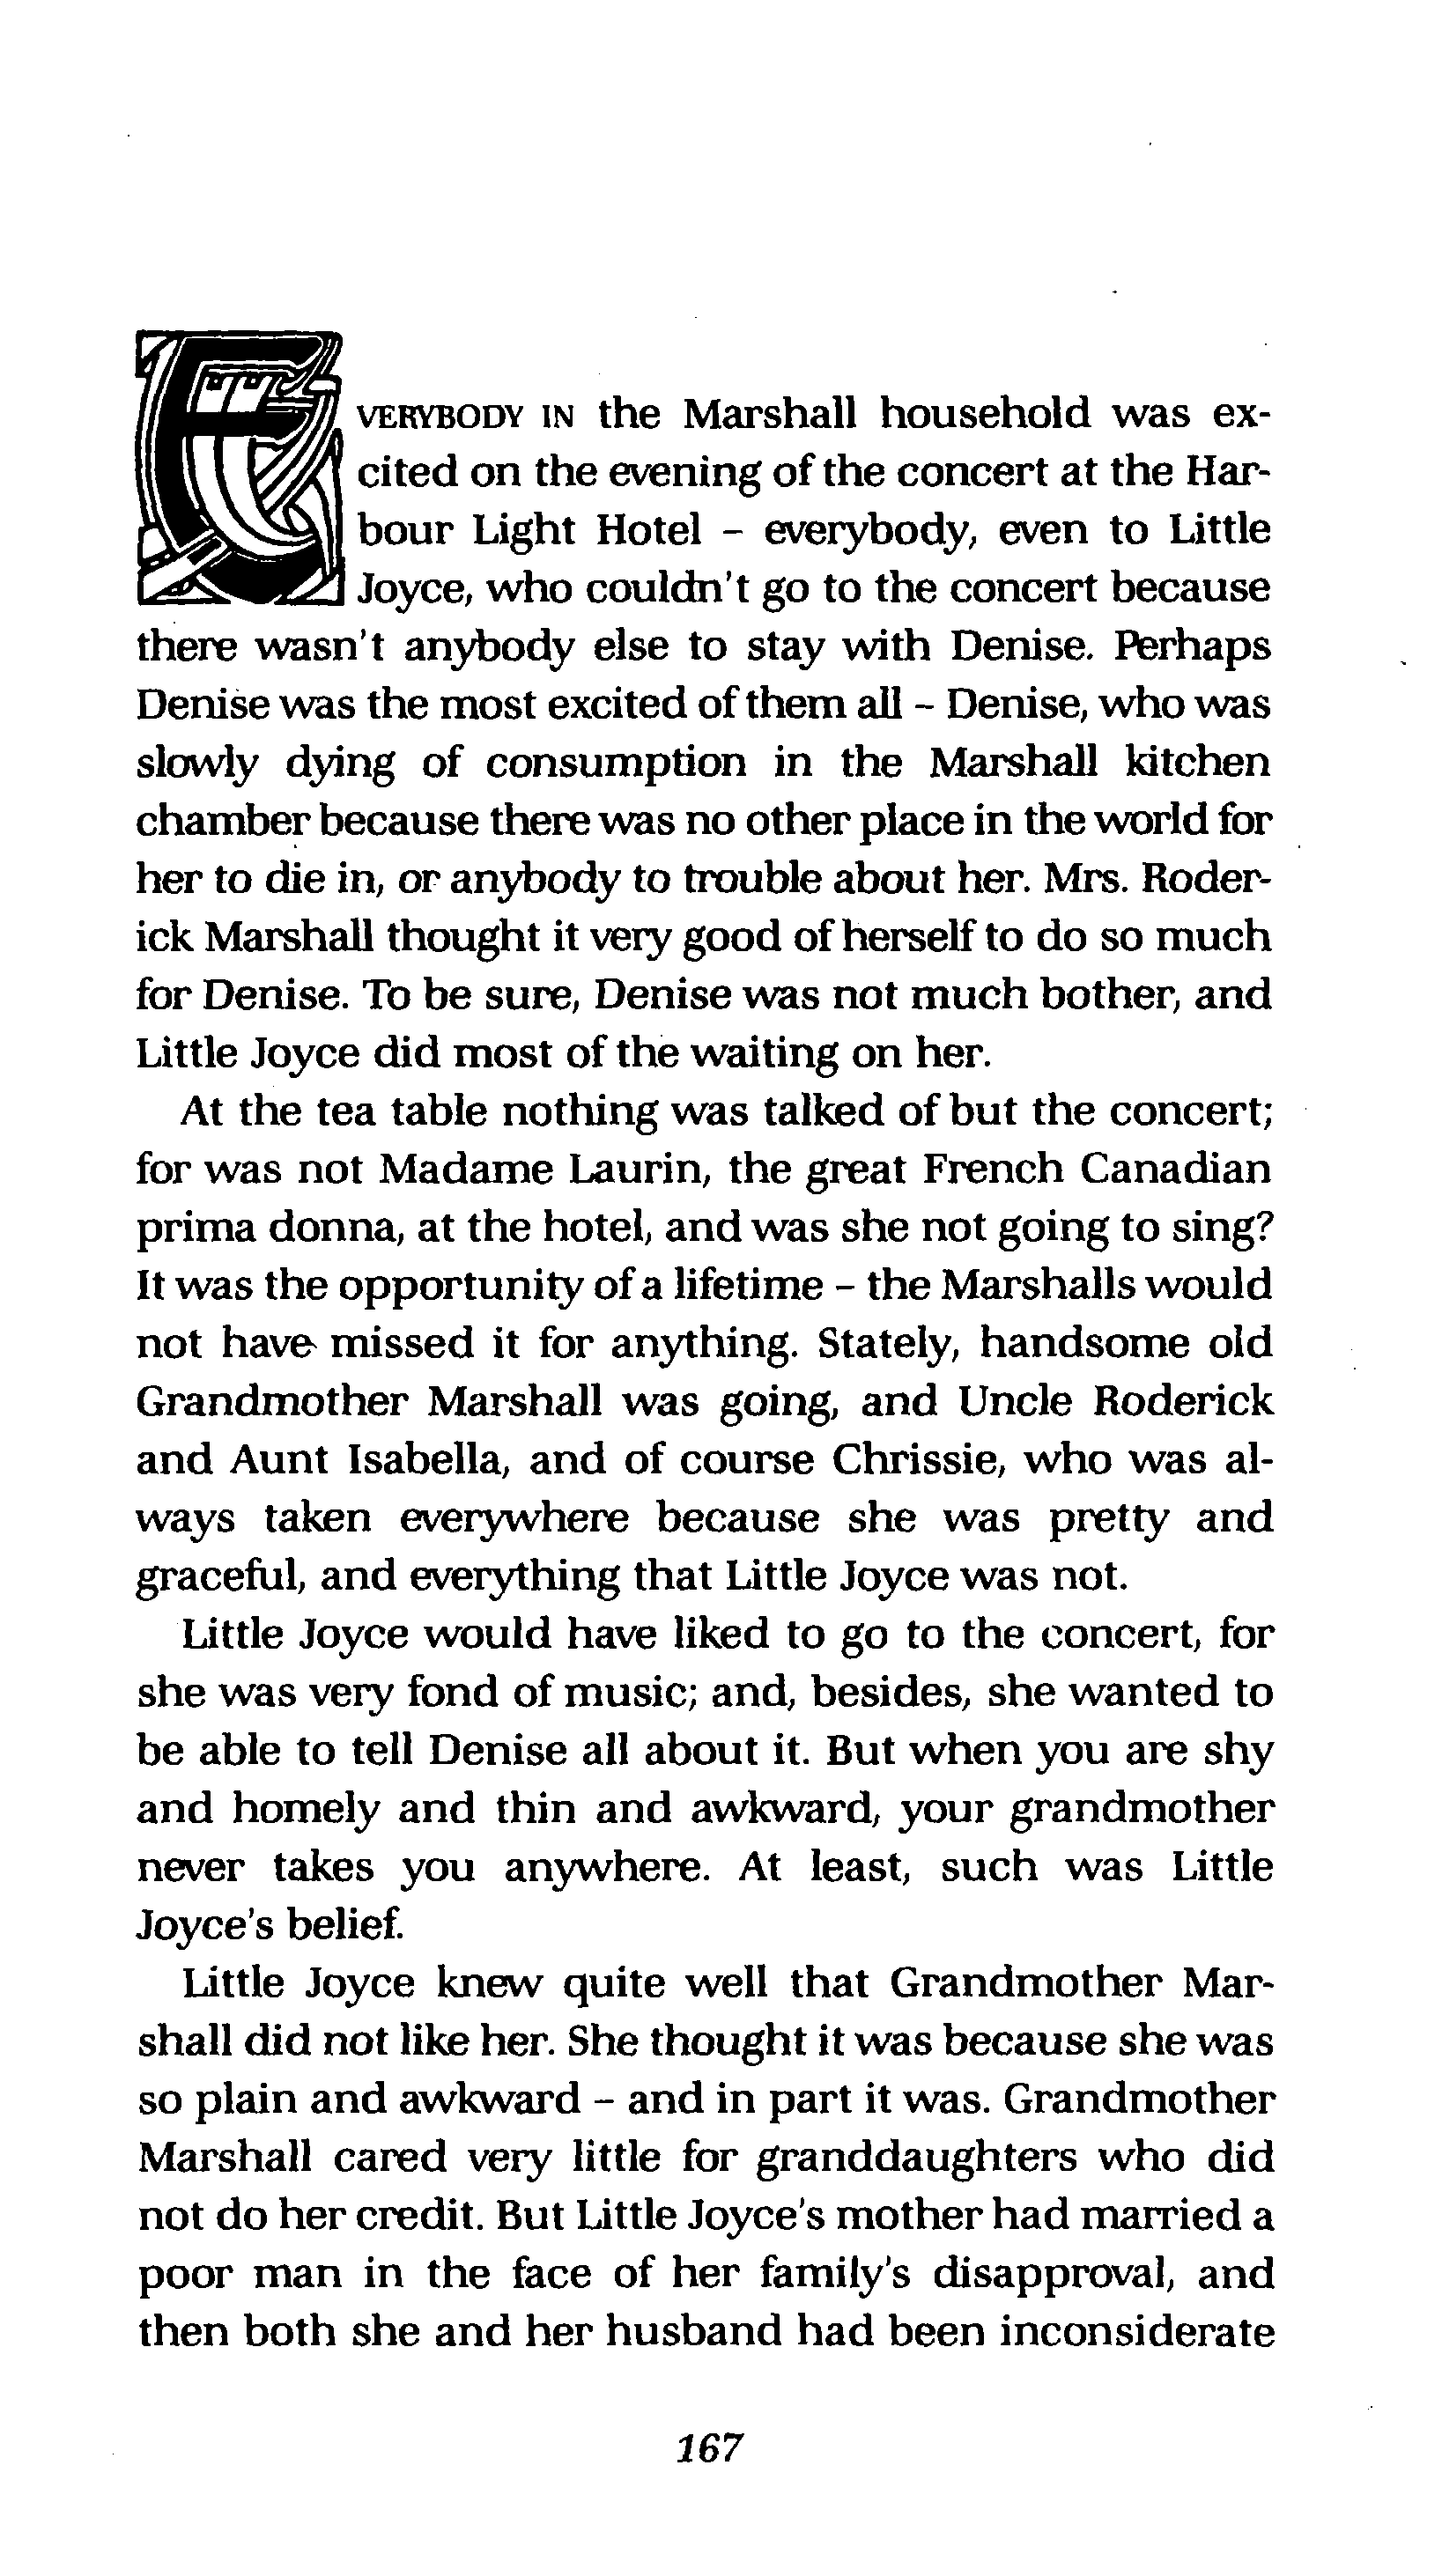 EVERYBODY IN the Marshall household was ex-
cited on the evening of the concert at the Har-
bour Light Hotel – everybody, even to Little
Joyce, who couldn't go to the concert because
there wasn't anybody else to stay with Denise. Perhaps
Denise was the most excited of them all – Denise, who was
slowly dying of consumption in the Marshall kitchen
chamber because there was no other place in the world for
her to die in, or anybody to trouble about her. Mrs. Roder-
ick Marshall thought it very good of herself to do so much
for Denise. To be sure, Denise was not much bother, and
Little Joyce did most of the waiting on her.
At the tea table nothing was talked of but the concert;
for was not Madame Laurin, the great French Canadian
prima donna, at the hotel, and was she not going to sing?
It was the opportunity of a lifetime – the Marshalls would
not have missed it for anything. Stately, handsome old
Grandmother Marshall was going, and Uncle Roderick
and Aunt Isabella, and of course Chrissie, who was al-
ways taken everywhere because she was pretty and
graceful, and everything that Little Joyce was not.
Little Joyce would have liked to go to the concert, for
she was very fond of music; and, besides, she wanted to
be able to tell Denise all about it. But when you are shy
and homely and thin and awkward, your grandmother
never takes you anywhere. At least, such was Little
Joyce's belief.
Little Joyce knew quite well that Grandmother Mar-
shall did not like her. She thought it was because she was
so plain and awkward – and in part it was. Grandmother
Marshall cared very little for granddaughters who did
not do her credit. But Little Joyce's mother had married a
poor man in the face of her family's disapproval, and
then both she and her husband had been inconsiderate
167